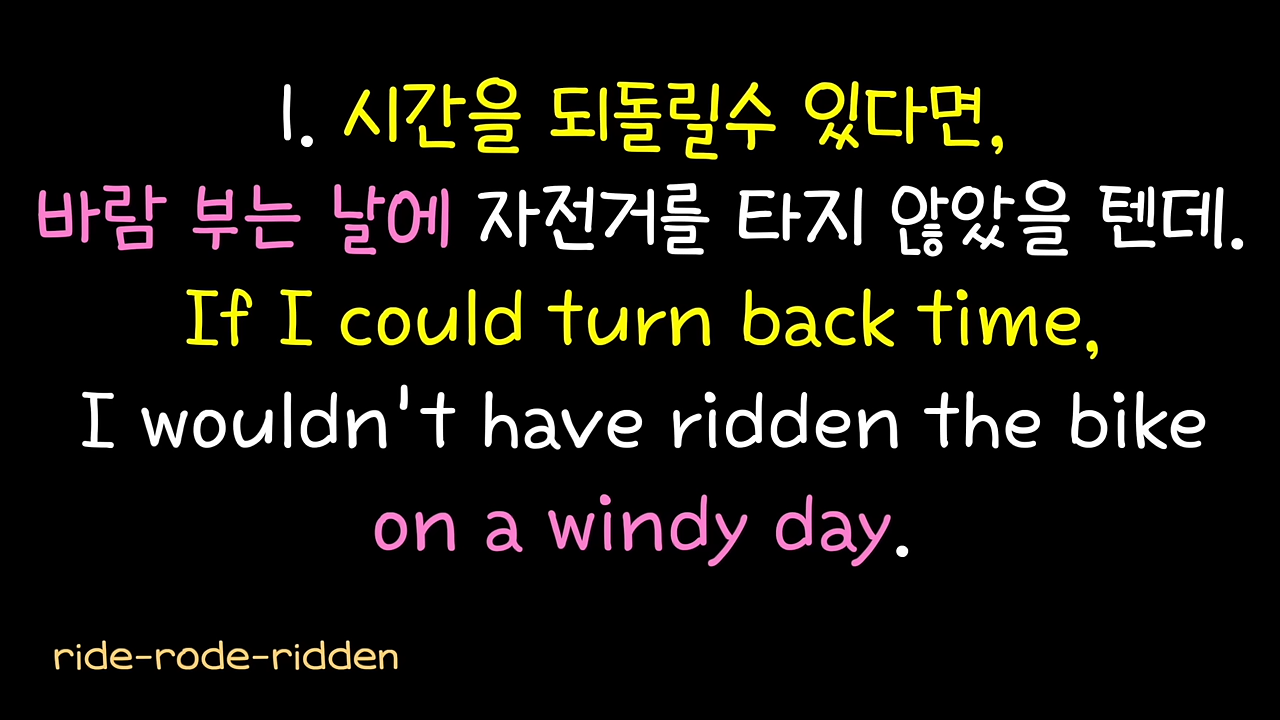 1. 시간을 되돌릴수 있다면,
바람 부는 날에 자전거를 타지 않았을 텐데.
If I could turn back time,
I wouldn't have ridden the bike
on a windy day.
ride-rode-ridden